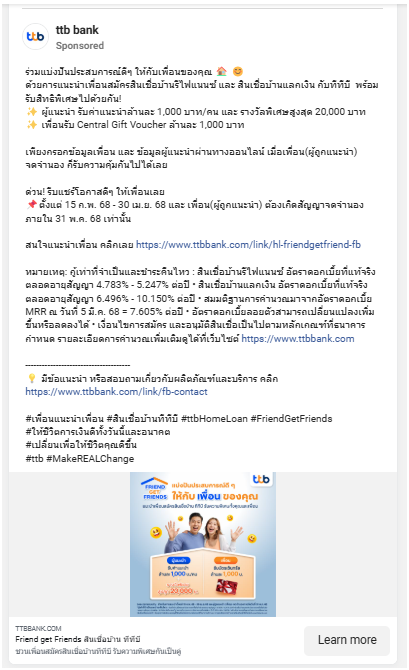 ttb bank
Sponsored
ร่วมแบ่งปันประสบการณ์ดีๆ ให้กับเพื่อนของคุณ 🏠 😊
ด้วยการแนะนำเพื่อนสมัครสินเชื่อบ้านรีไฟแนนซ์ และ สินเชื่อบ้านแลกเงิน กับทีทีบี พร้อม
รับสิทธิพิเศษไปด้วยกัน!
✨ ผู้แนะนำ รับค่าแนะนำล้านละ 1,000 บาท/คน และ รางวัลพิเศษสูงสุด 20,000 บาท
✨ เพื่อนรับ Central Gift Voucher ล้านละ 1,000 บาท
เพียงกรอกข้อมูลเพื่อน และ ข้อมูลผู้แนะนำผ่านทางออนไลน์ เมื่อเพื่อน(ผู้ถูกแนะนำ)
จดจำนอง ก็รับความคุ้มกันไปได้เลย
ด่วน! รีบแชร์โอกาสดีๆ ให้เพื่อนเลย
📌ตั้งแต่ 15 ก.พ. 68 - 30 เม.ย. 68 และ เพื่อน(ผู้ถูกแนะนำ) ต้องเกิดสัญญาจดจำนอง
ภายใน 31 พ.ค. 68 เท่านั้น
สนใจแนะนำเพื่อน คลิกเลย https://www.ttbbank.com/link/hl-friendgetfriend-fb
หมายเหตุ: กู้เท่าที่จำเป็นและชำระคืนไหว : สินเชื่อบ้านรีไฟแนนซ์ อัตราดอกเบี้ยที่แท้จริง
ตลอดอายุสัญญา 4.783% - 5.247% ต่อปี • สินเชื่อบ้านแลกเงิน อัตราดอกเบี้ยที่แท้จริง
ตลอดอายุสัญญา 6.496% - 10.150% ต่อปี • สมมติฐานการคำนวณมาจากอัตราดอกเบี้ย
MRR ณ วันที่ 5 มี.ค. 68 = 7.605% ต่อปี • อัตราดอกเบี้ยลอยตัวสามารถเปลี่ยนแปลงเพิ่ม
ขึ้นหรือลดลงได้ • เงื่อนไขการสมัคร และอนุมัติสินเชื่อเป็นไปตามหลักเกณฑ์ที่ธนาคาร
กำหนด รายละเอียดการคำนวณเพิ่มเติมดูได้ที่เว็บไซต์ https://www.ttbbank.com
------------------------------------
💡 มีข้อแนะนำ หรือสอบถามเกี่ยวกับผลิตภัณฑ์และบริการ คลิก
https://www.ttbbank.com/link/fb-contact
#เพื่อนแนะนำเพื่อน #สินเชื่อบ้านทีทีบี #ttbHomeLoan #FriendGetFriends
#ให้ชีวิตการเงินดีทั้งวันนี้และอนาคต
#เปลี่ยนเพื่อให้ชีวิตคุณดีขึ้น
#ttb #MakeREALChange
FRIEND
GET
FRIENDS
แบ่งปันประสบการณ์ดี ๆ
ให้กับ เพื่อน ของคุณ
ttb
ผู้แนะนำ
รับค่าแนะนำ
ล้านละ 1,000
เพื่อน
ล้านละ 1,000
20,000
TTBBANK.COM
Friend get Friends สินเชื่อบ้าน ทีทีบี
ชวนเพื่อนสมัครสินเชื่อบ้านทีทีบี รับความพิเศษกันเป็นคู่
Learn more